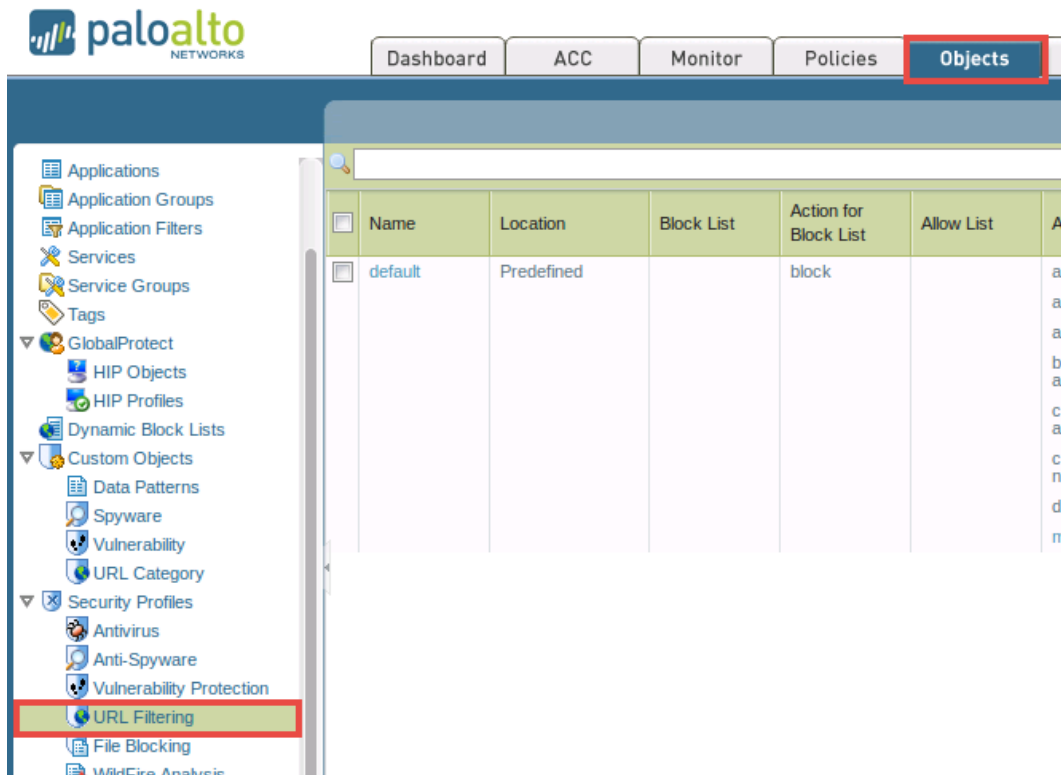 paloalto
NETWORKS
Dashboard
ACC
Monitor
Policies
Objects
Applications
Application Groups
Application Filters
Services
Service Groups
Tags
GlobalProtect
HIP Objects
HIP Profiles
Dynamic Block Lists
Custom Objects
Data Patterns
Spyware
Vulnerability
URL Category
Security Profiles
Antivirus
Anti-Spyware
Vulnerability Protection
URL Filtering
File Blocking
WildFire Analysis
Name
Location
Block List
Action for
Block List
Allow List
default
Predefined
block